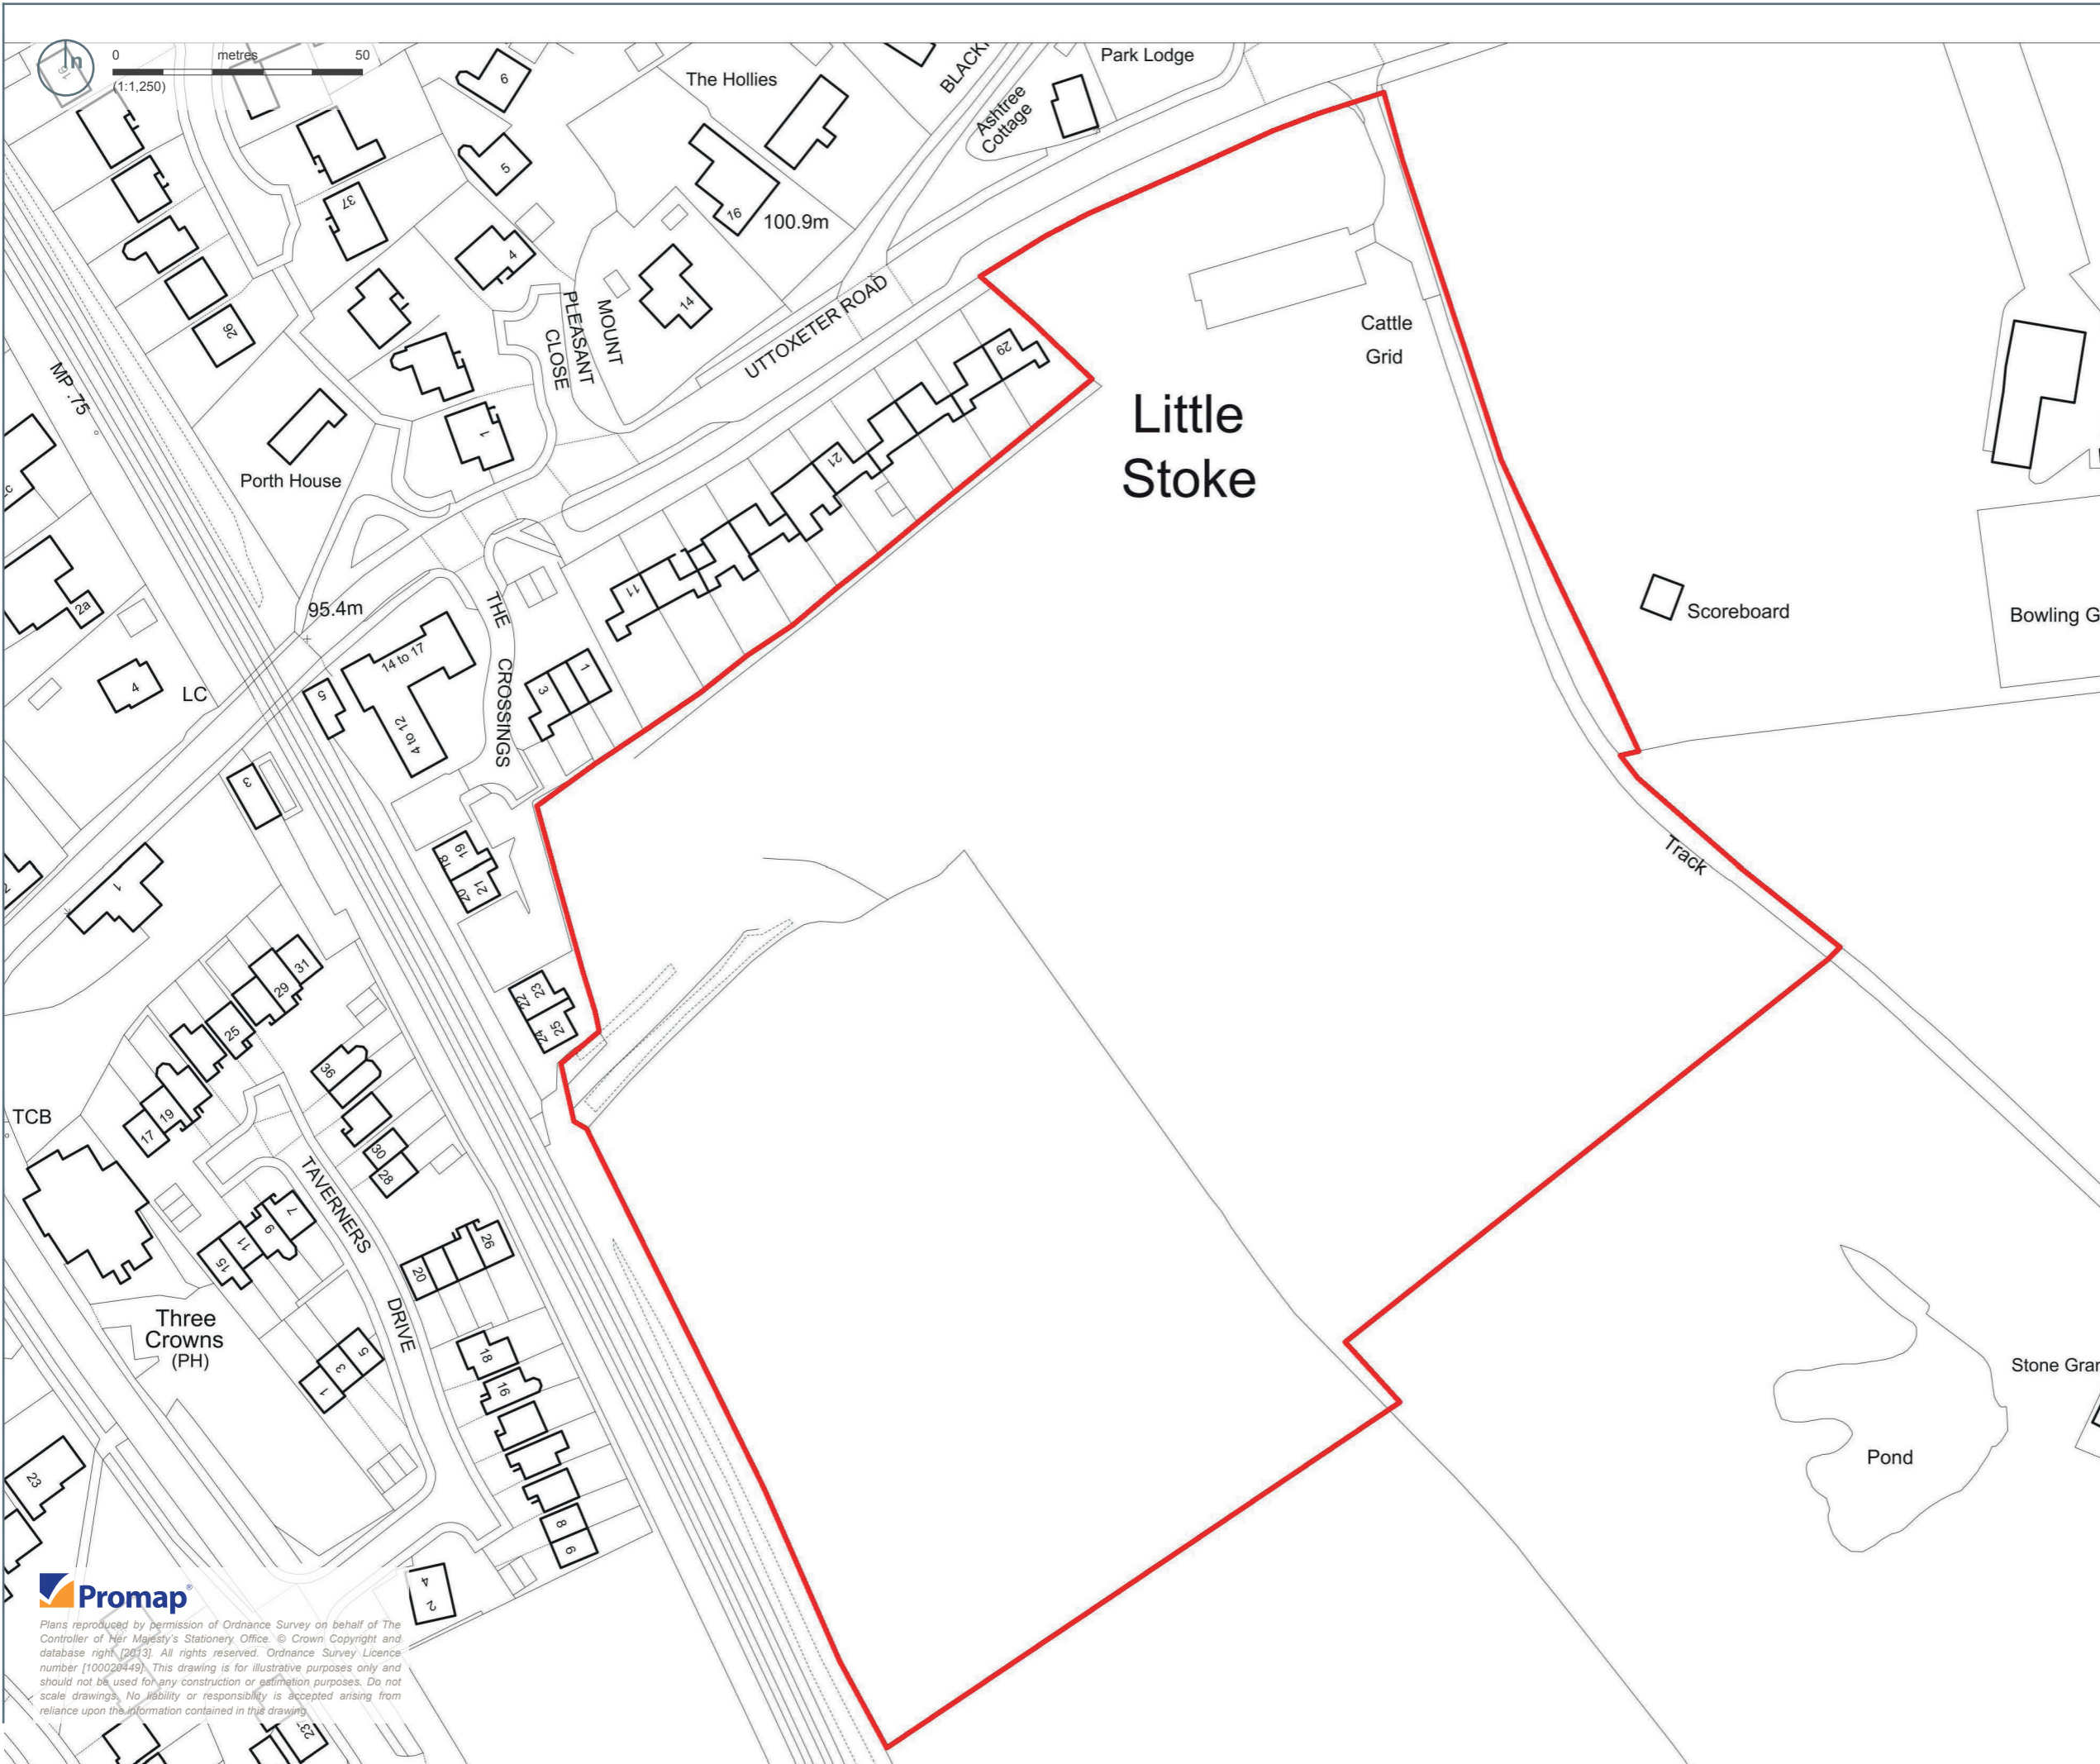 n
0 metres 50
(1:1,250)
16
6
The Hollies
Park Lodge
Ashtree
Cottage
5
37
16
100.9m
4
14
26
MOUNT
PLEASANT
CLOSE
UTTOXETER ROAD
29
Cattle
Grid
MP .75
1
Little
Stoke
Porth House
21
11
2a
95.4m
THE
CROSSINGS
14 to 17
4 to 12
1
3
5
4
LC
Scoreboard
Bowling G
3
1
19
18
21
20
Track
31
29
25
23
22
25
24
36
TCB
19
17
30
28
TAVERNERS
DRIVE
7
9
11
15
26
20
Three
Crowns
(PH)
5
3
1
18
16
Stone Gran
Pond
23
8
6
4
2
Promap®
Plans reproduced by permission of Ordnance Survey on behalf of The
Controller of Her Majesty's Stationery Office. © Crown Copyright and
database right [2013]. All rights reserved. Ordnance Survey Licence
number [100020449]. This drawing is for illustrative purposes only and
should not be used for any construction or estimation purposes. Do not
scale drawings. No liability or responsiblity is accepted arising from
reliance upon the information contained in this drawing
23